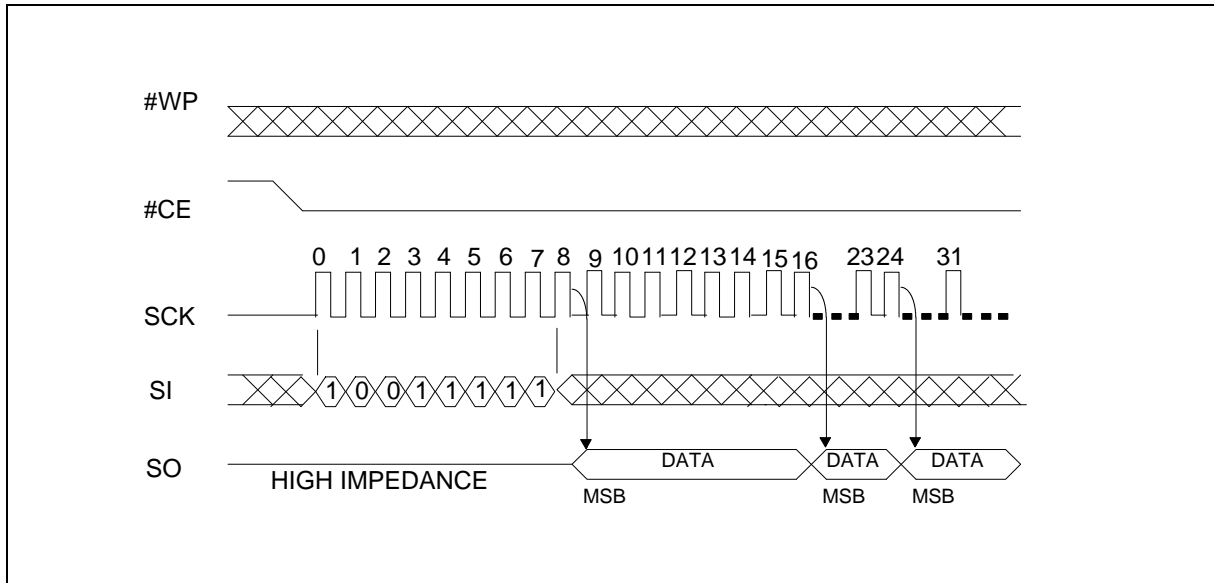 #WP
#CE
0 1 2 3 4 5 6 7 8 9 10 11 12 13 14 15 16 23 24 31
SCK
SI 1 0 0 1 1 1 1 1
SO HIGH IMPEDANCE DATA DATA DATA
MSB MSB MSB